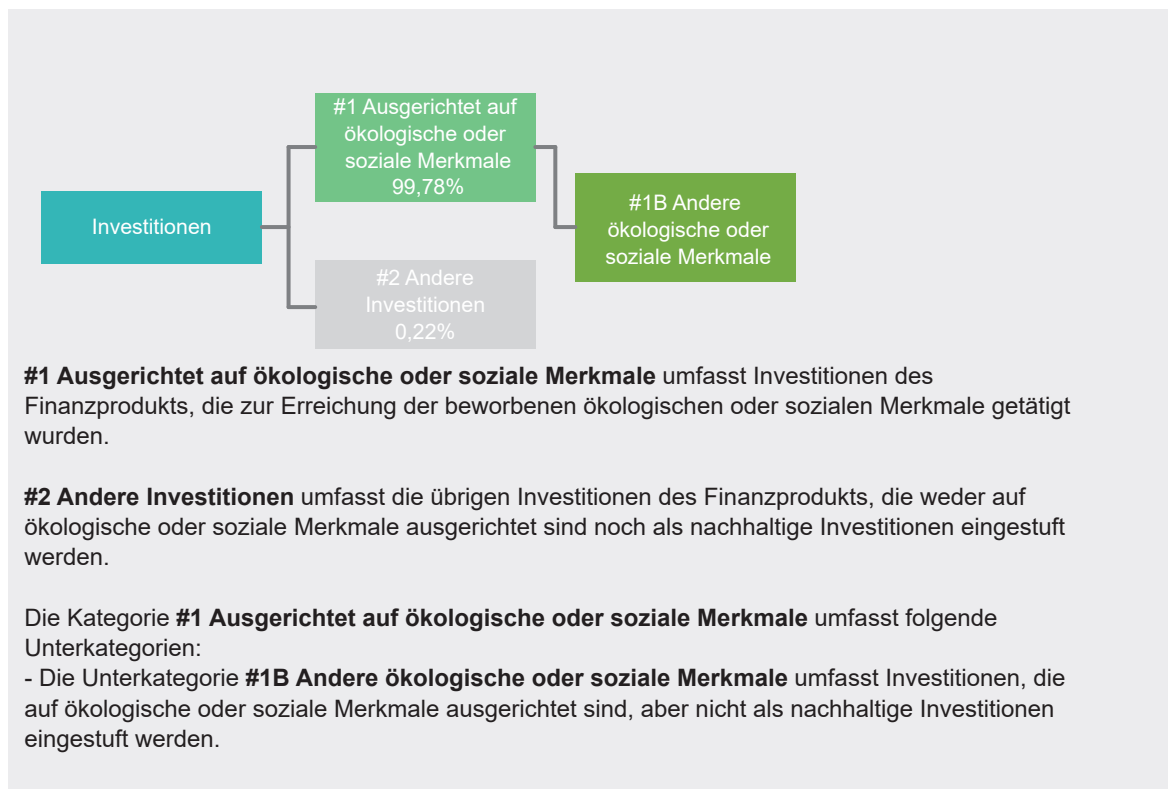 #1 Ausgerichtet auf
ökologische oder
soziale Merkmale
99,78%
Investitionen
#1B Andere
ökologische oder
soziale Merkmale
#2 Andere
Investitionen
0,22%
#1 Ausgerichtet auf ökologische oder soziale Merkmale umfasst Investitionen des
Finanzprodukts, die zur Erreichung der beworbenen ökologischen oder sozialen Merkmale getätigt
wurden.
#2 Andere Investitionen umfasst die übrigen Investitionen des Finanzprodukts, die weder auf
ökologische oder soziale Merkmale ausgerichtet sind noch als nachhaltige Investitionen eingestuft
werden.
Die Kategorie #1 Ausgerichtet auf ökologische oder soziale Merkmale umfasst folgende
Unterkategorien:
- Die Unterkategorie #1B Andere ökologische oder soziale Merkmale umfasst Investitionen, die
auf ökologische oder soziale Merkmale ausgerichtet sind, aber nicht als nachhaltige Investitionen
eingestuft werden.